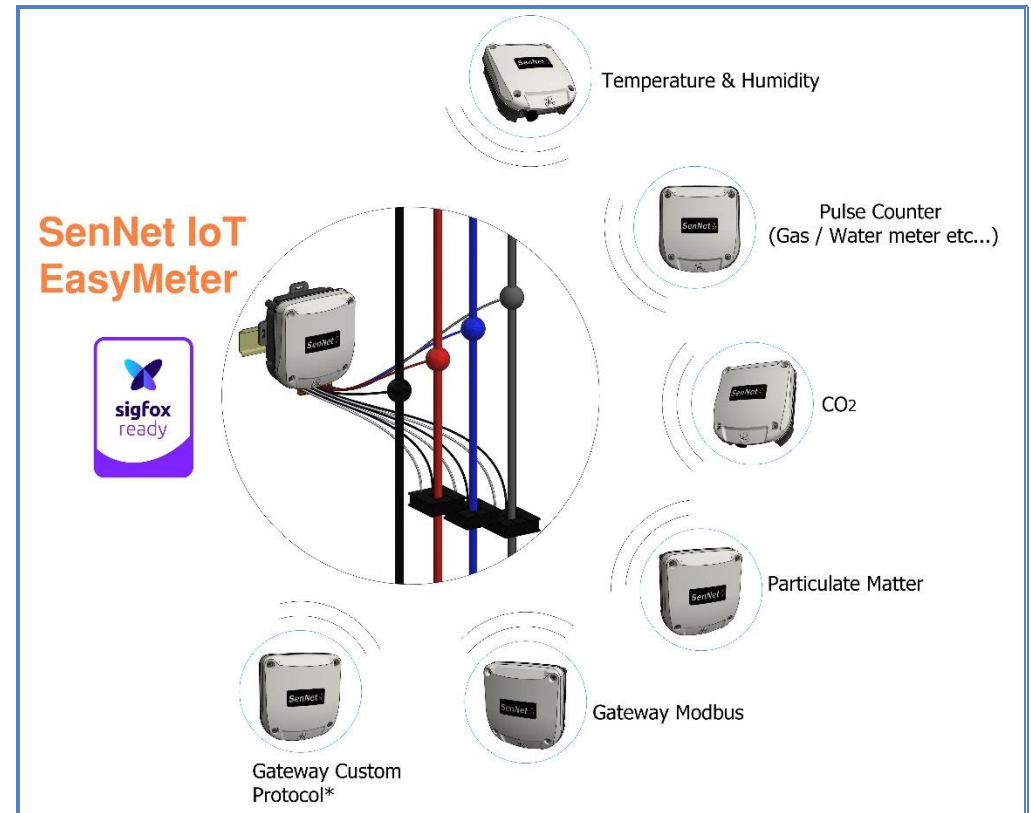 SenNet
Temperature & Humidity
SenNet
Pulse Counter
(Gas / Water meter etc...)
SenNet IoT
EasyMeter
SenNet
sigfox
ready
SenNet
CO2
SenNet
Particulate Matter
SenNet
Gateway Modbus
SenNet
Gateway Custom
Protocol*